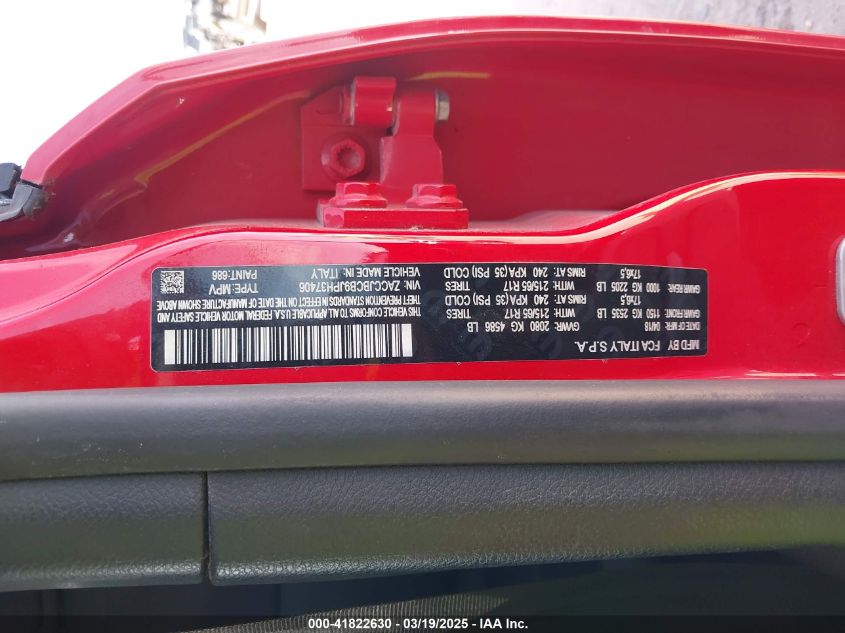 MFD BY FCA ITALY S.P.A.
DATE OF MFR: 04/18 GVWR: 2080 KG 4586 LB
GAWR FRONT: 1150 KG 2535 LB WITH: 215/65 R17 TIRES
17x6,5 RIMS AT: 240 KPA(35 PSI) COLD
GAWR REAR: 1000 KG 2205 LB WITH: 215/65 R17 TIRES
17x6,5 RIMS AT: 240 KPA(35 PSI) COLD
THIS VEHICLE CONFORMS TO ALL APPLICABLE U.S.A. FEDERAL MOTOR VEHICLE SAFETY AND
THEFT PREVENTION STANDARDS IN EFFECT ON THE DATE OF MANUFACTURE SHOWN ABOVE
VIN: ZACCJBCB9JPH37406 TYPE: MPV
VEHICLE MADE IN: ITALY PAINT: 686
000-41822630 - 03/19/2025 - IAA Inc.